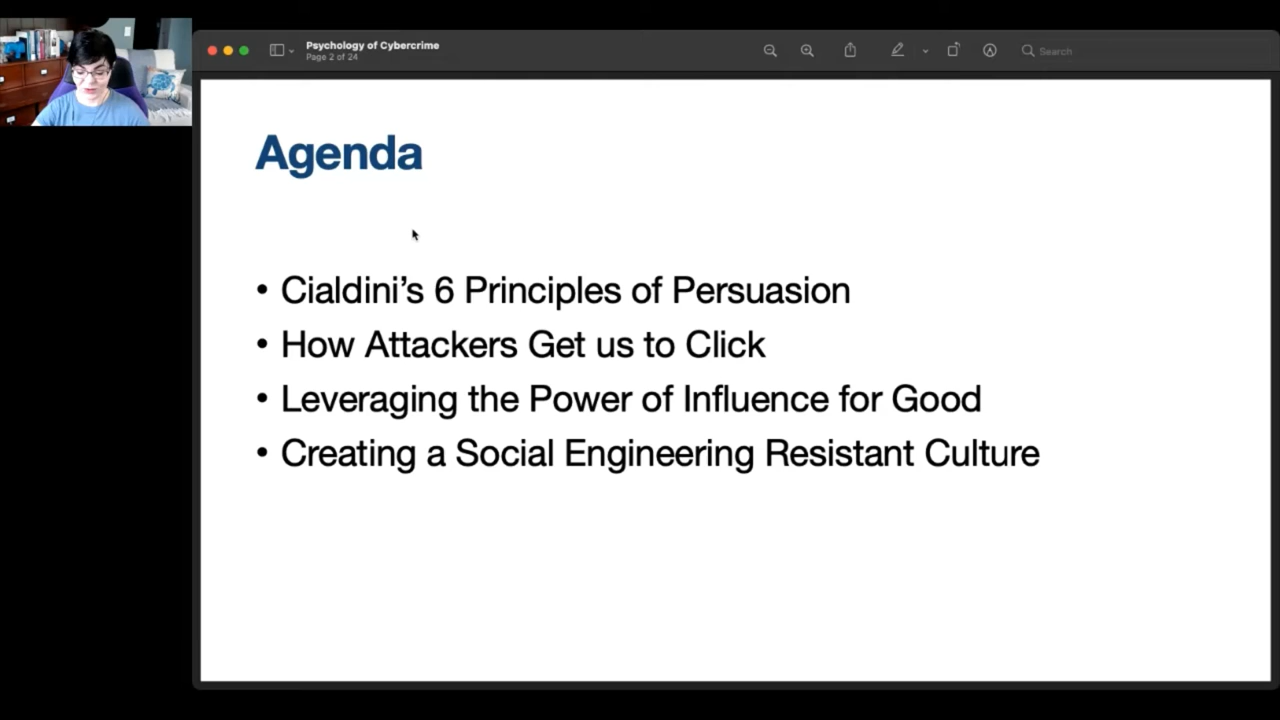 Psychology of Cybercrime
Page 2 of 24
Search
Agenda
• Cialdini’s 6 Principles of Persuasion
• How Attackers Get us to Click
• Leveraging the Power of Influence for Good
• Creating a Social Engineering Resistant Culture